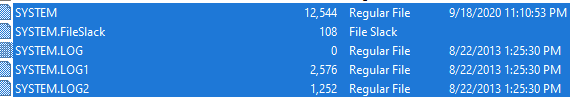 SYSTEM 12,544 Regular File 9/18/2020 11:10:53 PM
SYSTEM.FileSlack 108 File Slack
SYSTEM.LOG 0 Regular File 8/22/2013 1:25:30 PM
SYSTEM.LOG1 2,576 Regular File 8/22/2013 1:25:30 PM
SYSTEM.LOG2 1,252 Regular File 8/22/2013 1:25:30 PM